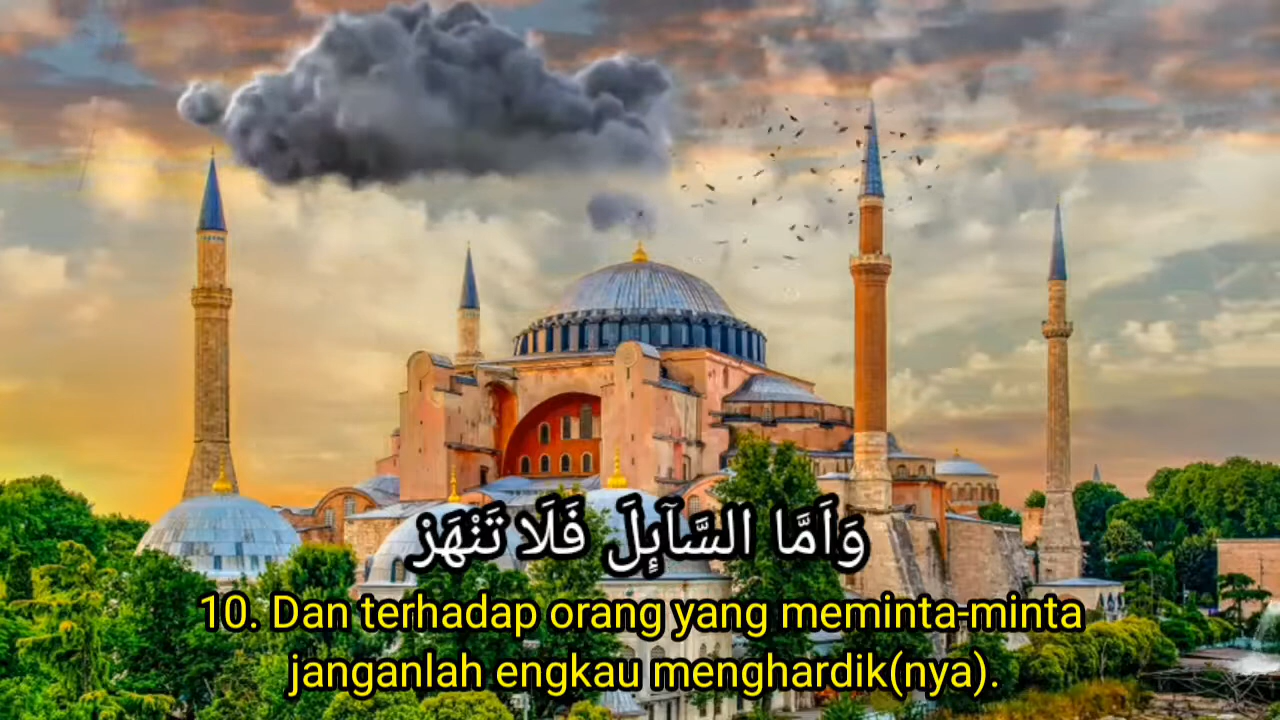 وَاَمَّا السَّاۤىِٕلَ فَلَا تَنْهَرْ
10. Dan terhadap orang yang meminta-minta
janganlah engkau menghardik(nya).